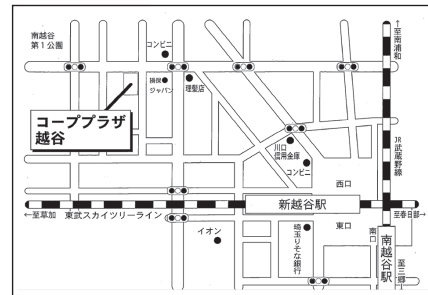 南越谷
第1公園
コンビニ
損保
ジャパン
理髪店
コーププラザ
越谷
川口
信用金庫
コンビニ
↑至南浦和
JR武蔵野線
西口
新越谷駅
←至草加
東武スカイツリーライン
至春日部→
イオン
埼玉りそな銀行
東口
南口
南越谷駅
至三郷